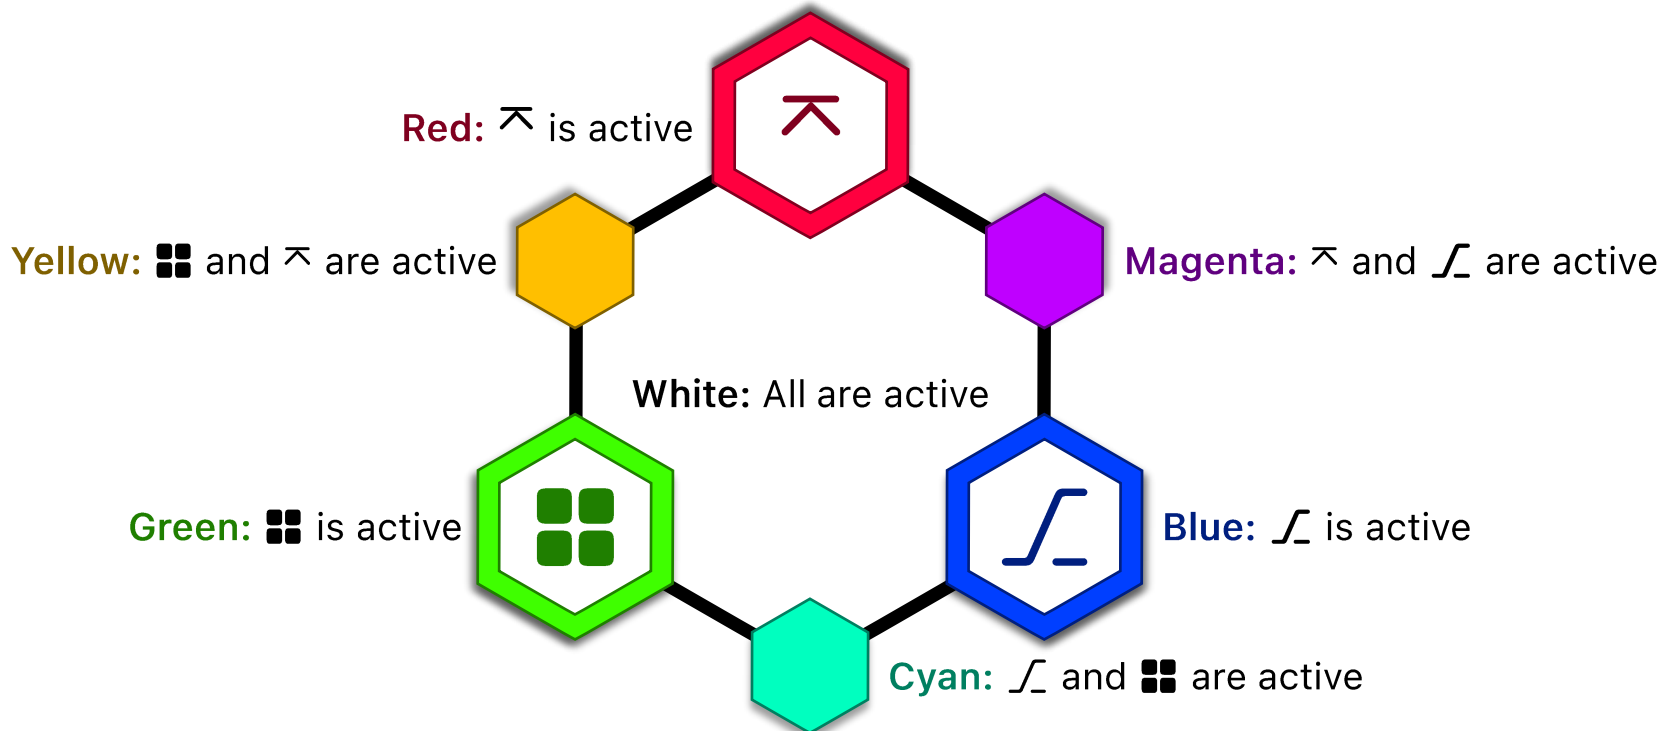 Red: ⌅ is active
Yellow: and ⌅ are active
Magenta: ⌅ and ⌥ are active
White: All are active
Green: is active
Blue: ⌥ is active
Cyan: ⌥ and are active